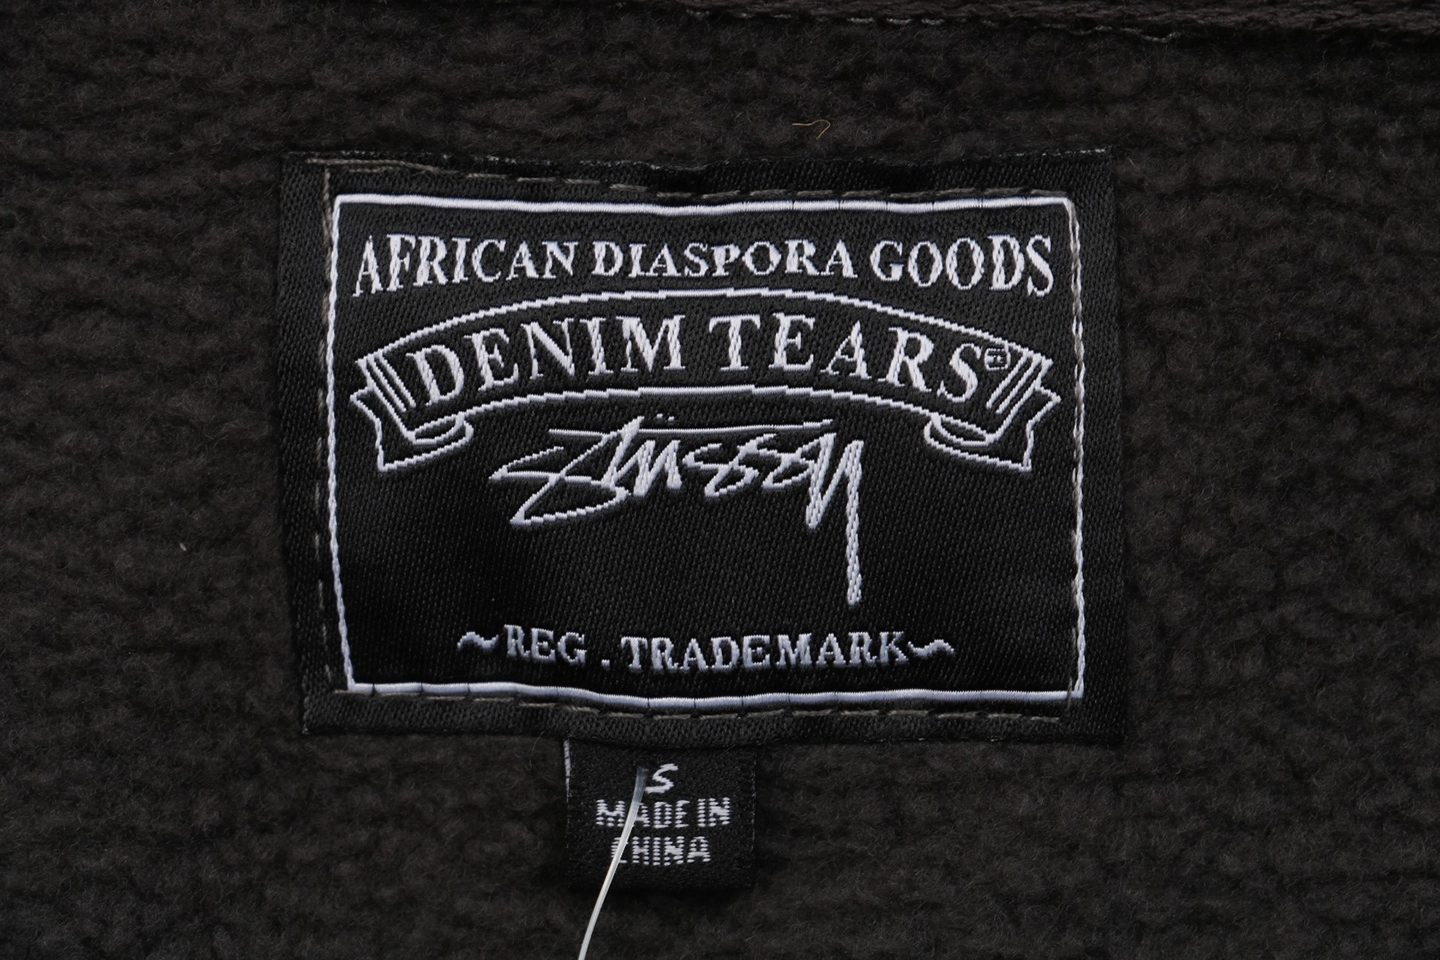 AFRICAN DIASPORA GOODS
DENIM TEARS®
Stüssy
~REG . TRADEMARK~
S
MADE IN
CHINA